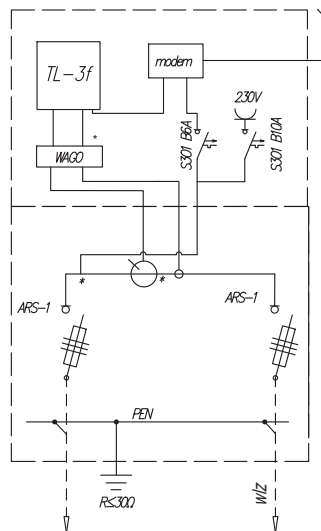 TL-3f
modem
230V
*
S301 B6A
S301 B10A
WAGO
*
*
ARS-1
ARS-1
PEN
R≤30Ω
WLZ